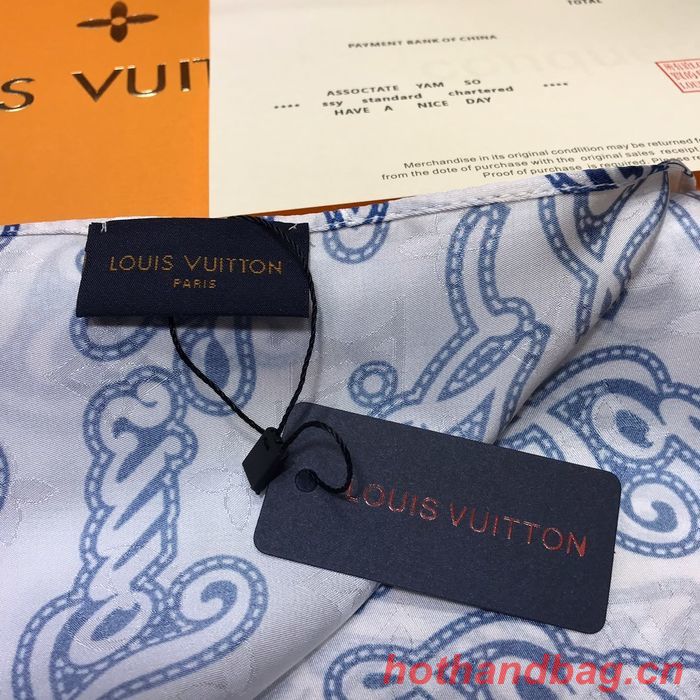 TOTAL
PAYMENT BANK OF CHINA
ASSOCTATE YAM SO
**** ssy standard chartered ****
HAVE A NICE DAY
Merchandise in its original condition may be returned
from the date of purchase with the original sales receipt
Proof of purchase is required. Please
S VUIT
LOUIS VUITTON
PARIS
LOUIS VUITTON
hothandbag.cn